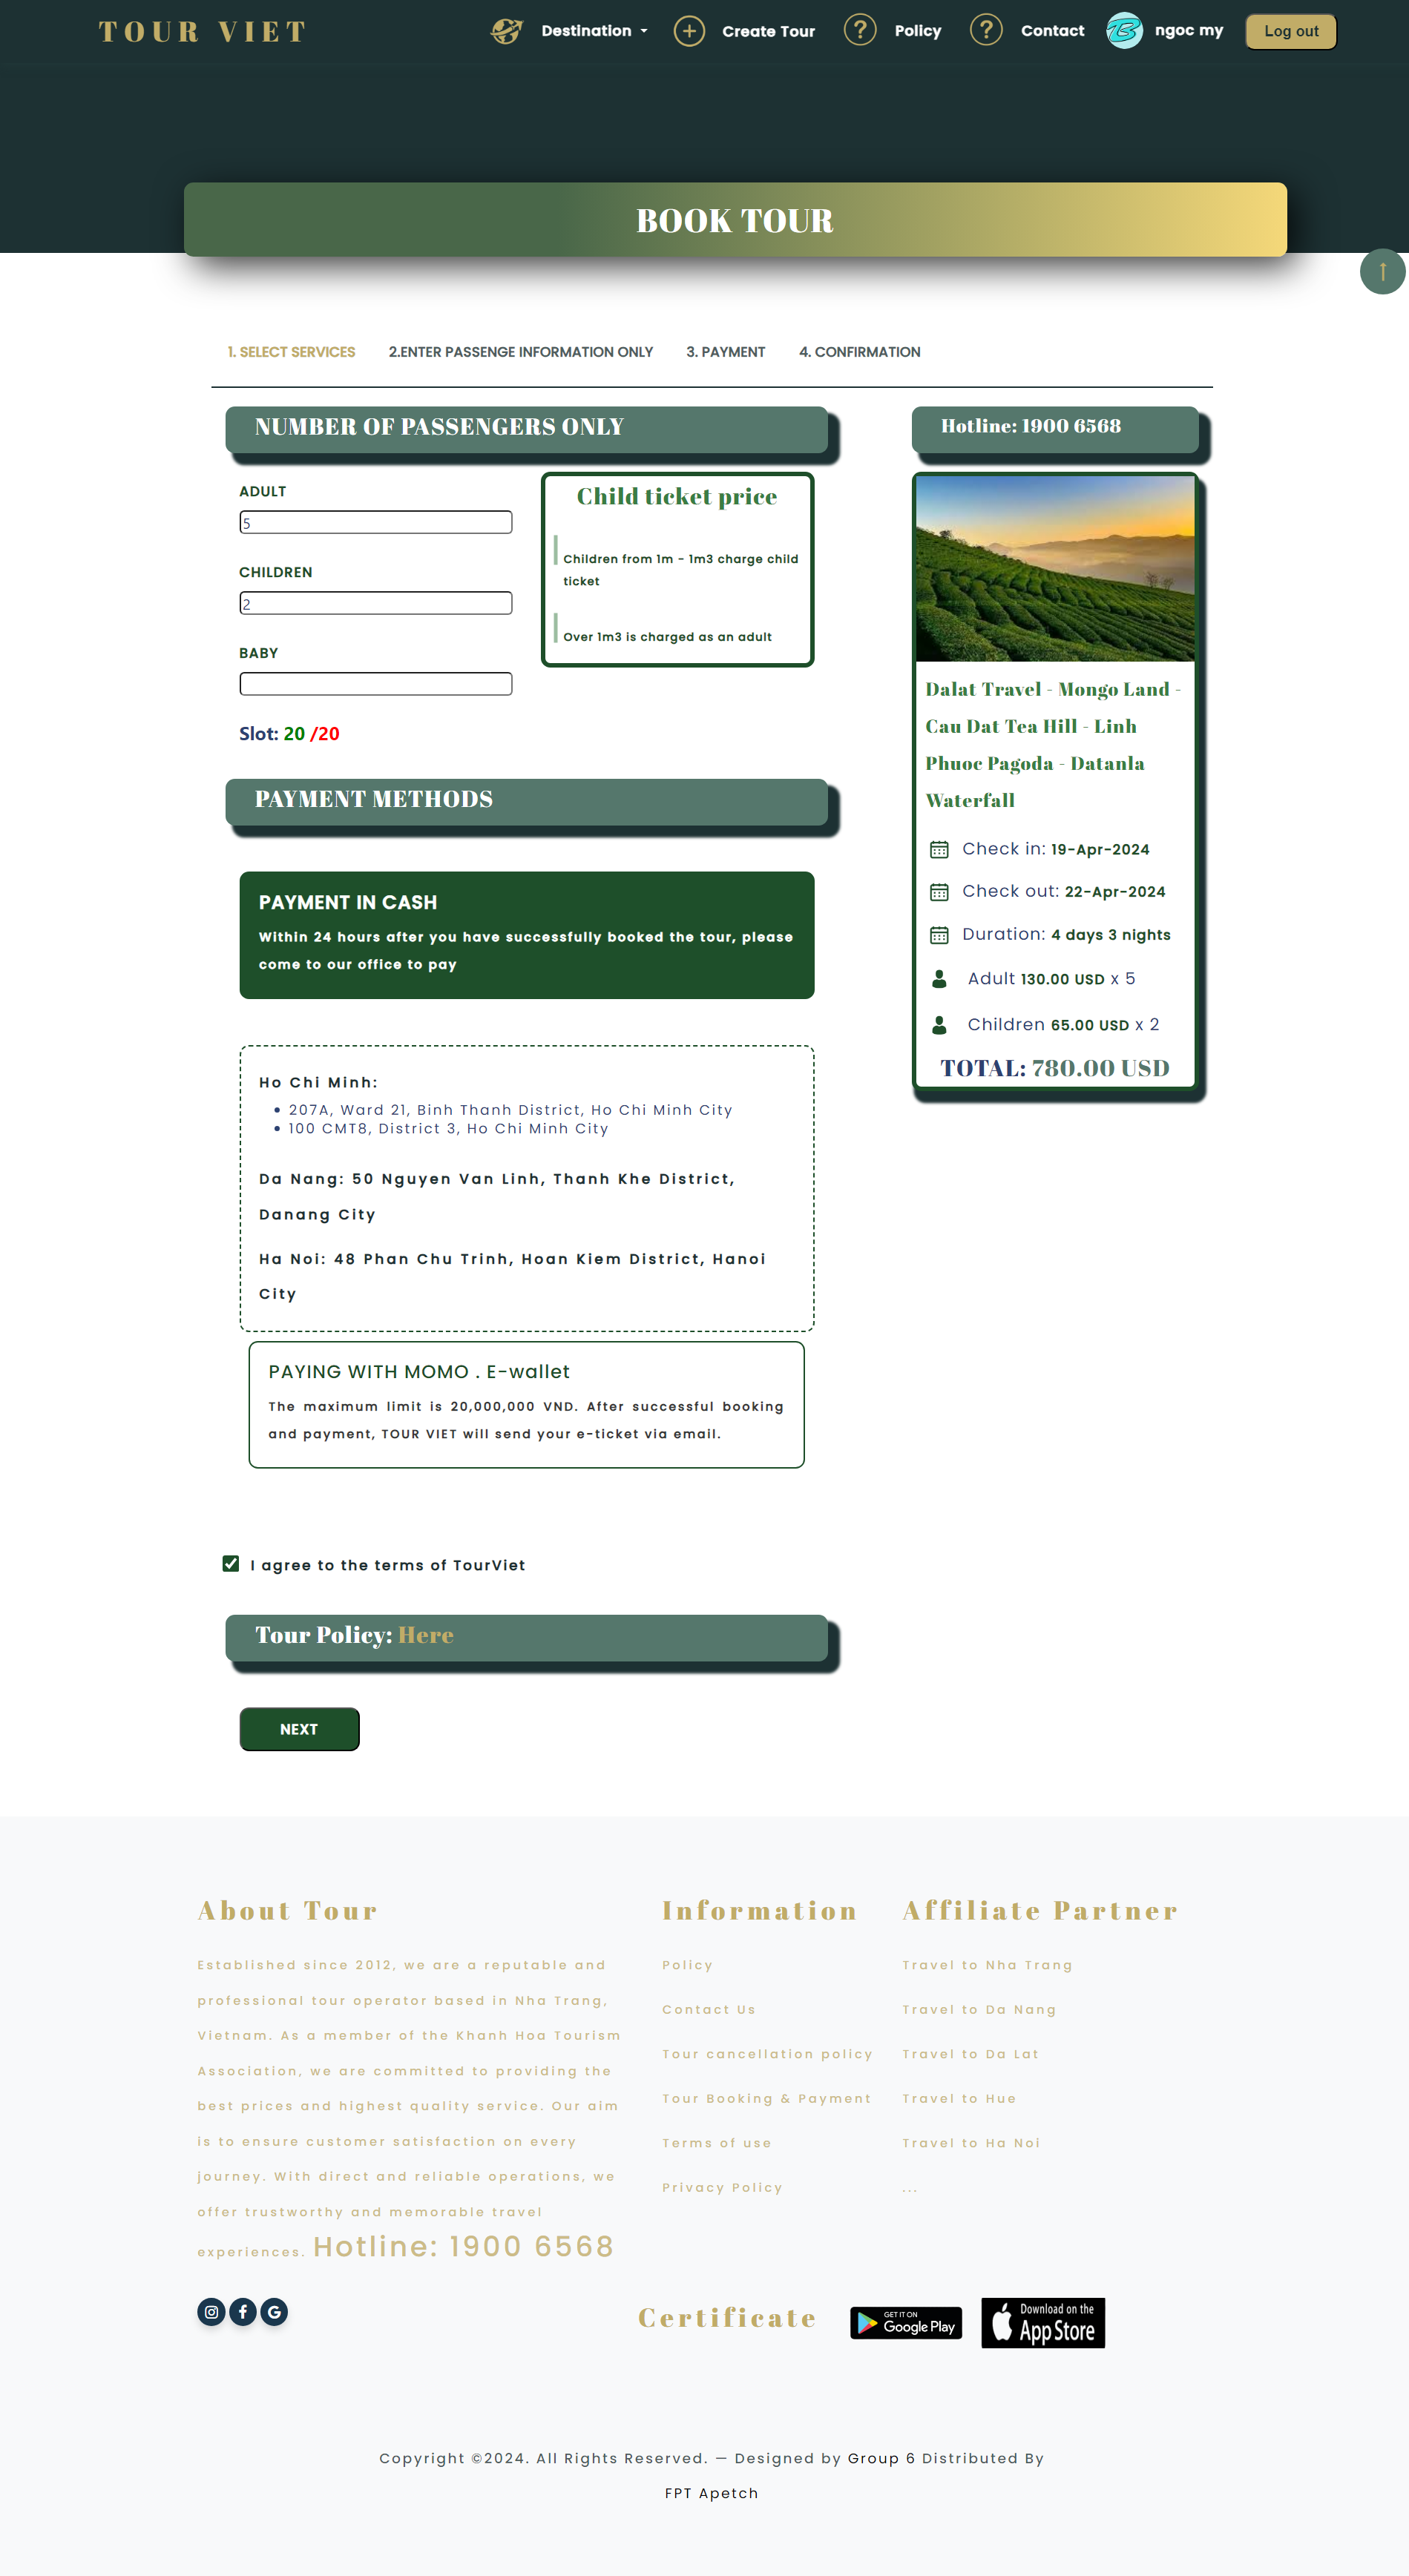 TOUR VIET
Destination
Create Tour
?
Policy
?
Contact
ngoc my
Log out
BOOK TOUR
1. SELECT SERVICES
2.ENTER PASSENGE INFORMATION ONLY
3. PAYMENT
4. CONFIRMATION
NUMBER OF PASSENGERS ONLY
ADULT
5
CHILDREN
2
BABY
Slot: 20 /20
Child ticket price
Children from 1m - 1m3 charge child
ticket
Over 1m3 is charged as an adult
Hotline: 1900 6568
Dalat Travel - Mongo Land -
Cau Dat Tea Hill - Linh
Phuoc Pagoda - Datanla
Waterfall
Check in: 19-Apr-2024
Check out: 22-Apr-2024
Duration: 4 days 3 nights
Adult 130.00 USD x 5
Children 65.00 USD x 2
TOTAL: 780.00 USD
PAYMENT METHODS
PAYMENT IN CASH
Within 24 hours after you have successfully booked the tour, please
come to our office to pay
Ho Chi Minh:
• 207A, Ward 21, Binh Thanh District, Ho Chi Minh City
• 100 CMT8, District 3, Ho Chi Minh City
Da Nang: 50 Nguyen Van Linh, Thanh Khe District,
Danang City
Ha Noi: 48 Phan Chu Trinh, Hoan Kiem District, Hanoi
City
PAYING WITH MOMO . E-wallet
The maximum limit is 20,000,000 VND. After successful booking
and payment, TOUR VIET will send your e-ticket via email.
I agree to the terms of TourViet
Tour Policy: Here
NEXT
About Tour
Established since 2012, we are a reputable and
professional tour operator based in Nha Trang,
Vietnam. As a member of the Khanh Hoa Tourism
Association, we are committed to providing the
best prices and highest quality service. Our aim
is to ensure customer satisfaction on every
journey. With direct and reliable operations, we
offer trustworthy and memorable travel
experiences. Hotline: 1900 6568
Information
Policy
Contact Us
Tour cancellation policy
Tour Booking & Payment
Terms of use
Privacy Policy
Affiliate Partner
Travel to Nha Trang
Travel to Da Nang
Travel to Da Lat
Travel to Hue
Travel to Ha Noi
...
Certificate
GET IT ON
Google Play
Download on the
App Store
Copyright ©2024. All Rights Reserved. — Designed by Group 6 Distributed By
FPT Apetch